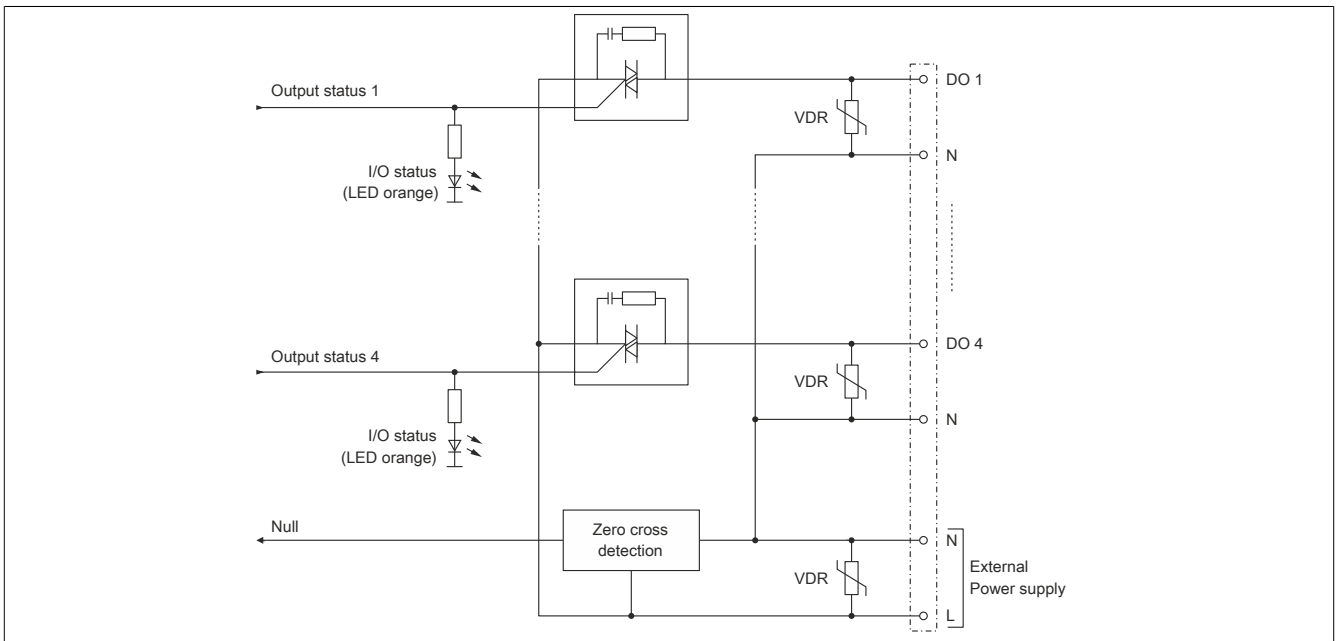 Output status 1
I/O status
(LED orange)
VDR
DO 1
N
Output status 4
I/O status
(LED orange)
VDR
DO 4
N
Null
Zero cross
detection
VDR
N
External
Power supply
L